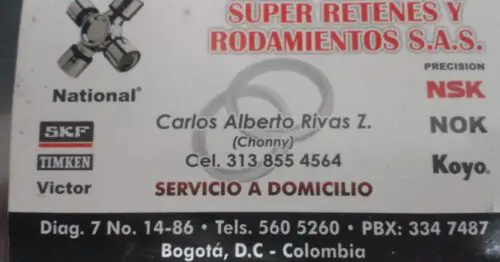 SUPER RETENES Y
RODAMIENTOS S.A.S.
National®
PRECISION
NSK
SKF
NOK
TIMKEN
Koyo®
Victor
Carlos Alberto Rivas Z.
(Chonny)
Cel. 313 855 4564
SERVICIO A DOMICILIO
Diag. 7 No. 14-86 • Tels. 560 5260 • PBX: 334 7487
Bogotá, D.C - Colombia